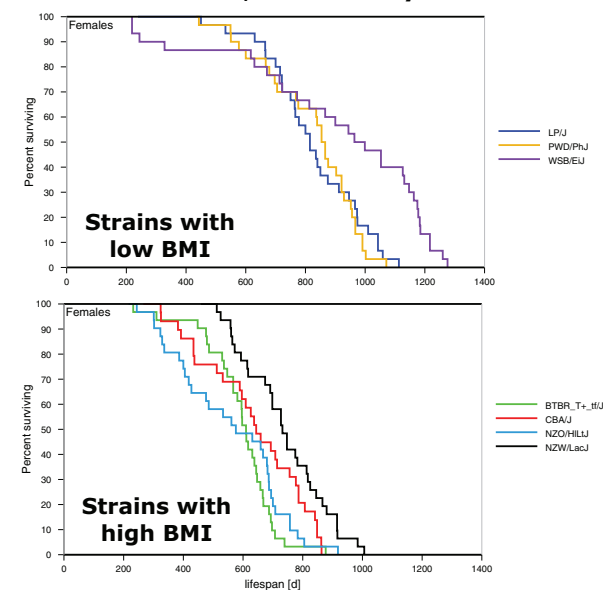 Females
100
90
80
70
60
50
40
30
20
10
0
Percent surviving
Strains with
low BMI
0 200 400 600 800 1000 1200 1400
LP/J
PWD/PhJ
WSB/EiJ
Females
100
90
80
70
60
50
40
30
20
10
0
Percent surviving
Strains with
high BMI
0 200 400 600 800 1000 1200 1400
lifespan [d]
BTBR_T+_tf/J
CBA/J
NZO/HILtJ
NZW/LacJ